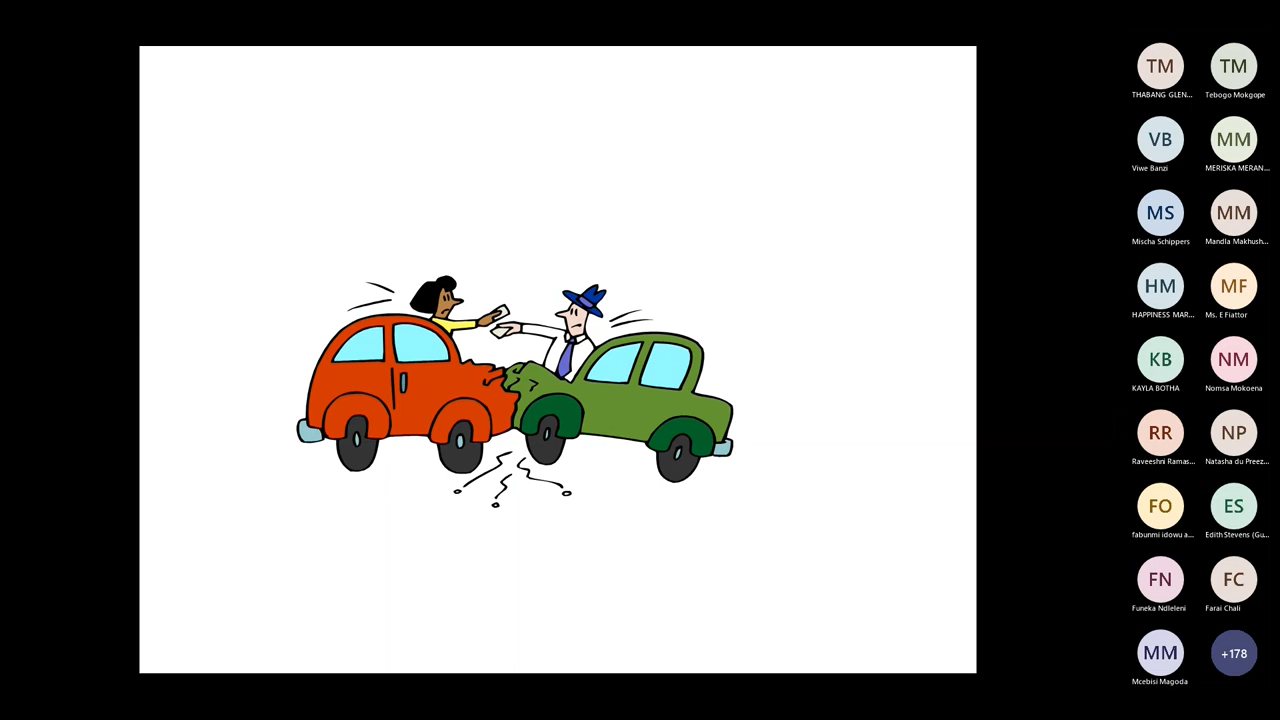 TM
TM
THABANG GLEN...
Tebogo Mokgope
VB
MM
Viwe Banzi
MERISKA MERAN...
MS
MM
Mischa Schippers
Mandla Makhush...
HM
MF
HAPPINESS MAR...
Ms. E Fiattor
KB
NM
KAYLA BOTHA
Nomsa Mokoena
RR
NP
Raveeshni Ramas...
Natasha du Preez...
FO
ES
fabunmi idowu a...
Edith Stevens (Gu...
FN
FC
Funeka Ndleleni
Farai Chali
MM
+178
Mcebisi Magoda